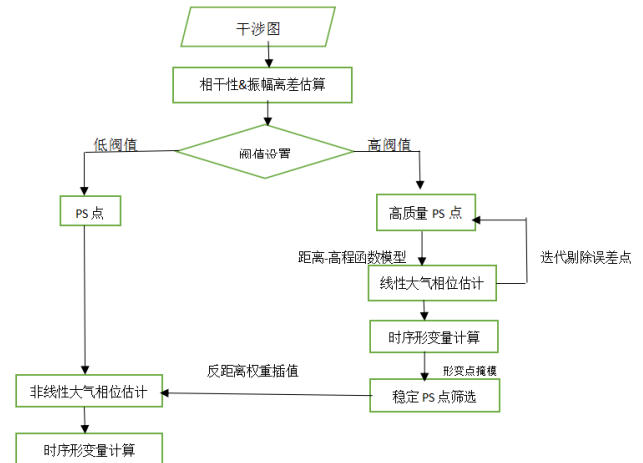 干涉图
相干性&振幅离差估算
低阀值
阀值设置
高阀值
PS 点
高质量 PS 点
距离-高程函数模型
迭代剔除误差点
线性大气相位估计
时序形变量计算
形变点掩模
反距离权重插值
非线性大气相位估计
稳定 PS 点筛选
时序形变量计算